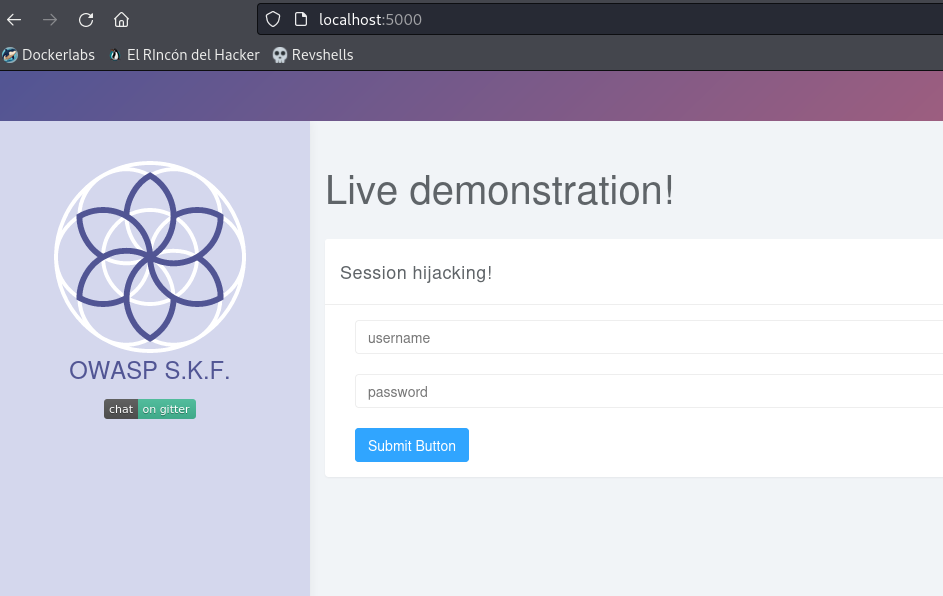 localhost:5000
Dockerlabs El RIncón del Hacker Revshells
Live demonstration!
Session hijacking!
username
password
Submit Button
OWASP S.K.F.
chat on gitter